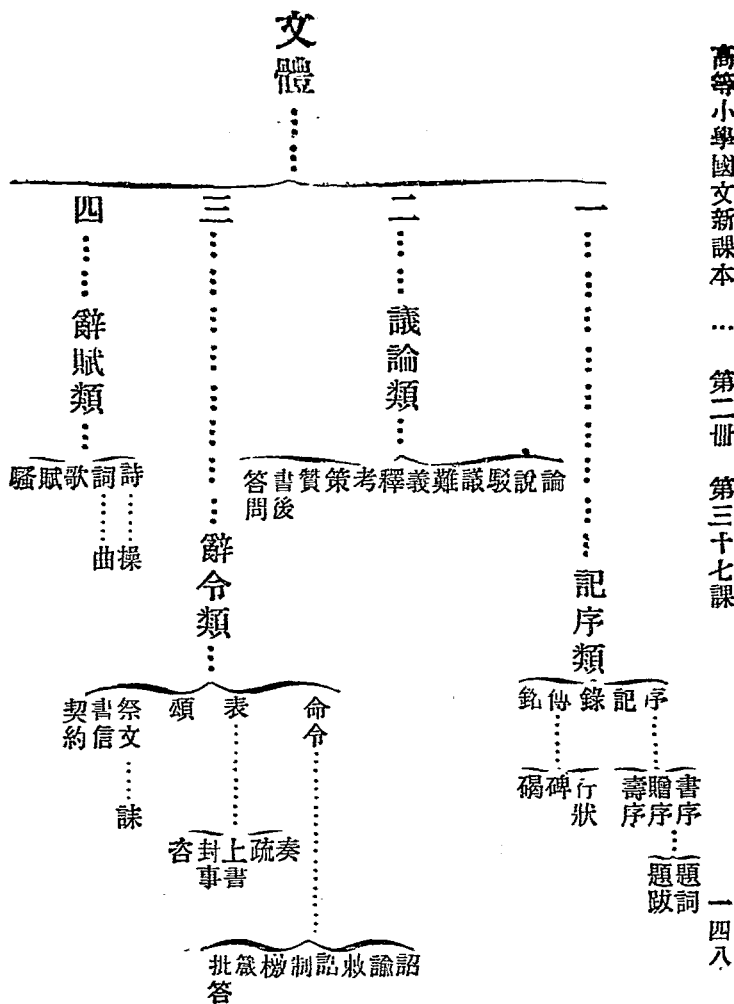 高等小學國文新課本 … 第二冊 第三十七課
一四八
文體
一 記序類
序 記 錄 傳 銘
書序 贈序 壽序
題詞 題跋
行狀 碑 碣
二 議論類
論 說 駁 議 難 義 釋 考 策 贊 書後 答問
三 辭令類
命令 表 頌 祭文 書信 契約
詔 諭 敕 誥 制 檄 箴 批答
奏 疏 上書 封事 咨
誄
四 辭賦類
詩 詞 歌 賦 騷
操
曲